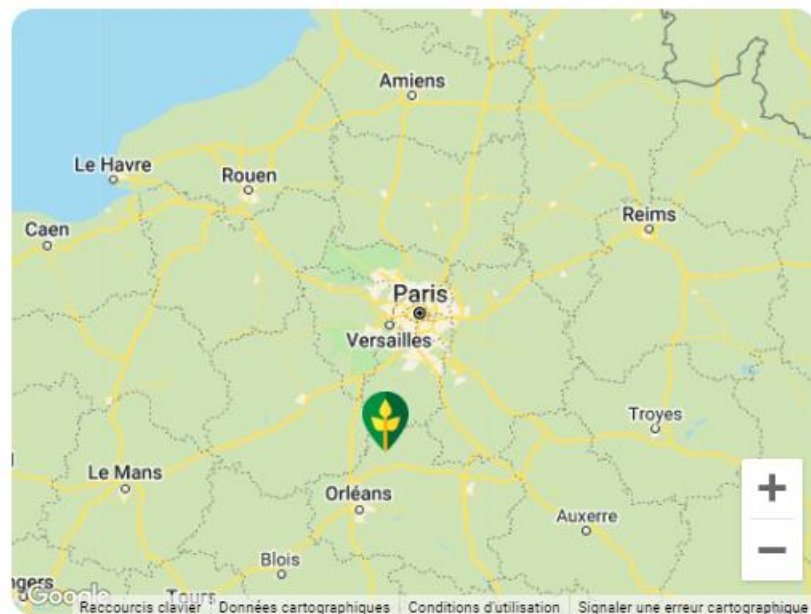 Amiens
Le Havre
Rouen
Reims
Caen
Paris
Versailles
Troyes
Le Mans
Orléans
Auxerre
Blois
ngers
Google
Tours
+
−
Raccourcis clavier
Données cartographiques
Conditions d'utilisation
Signaler une erreur cartographique